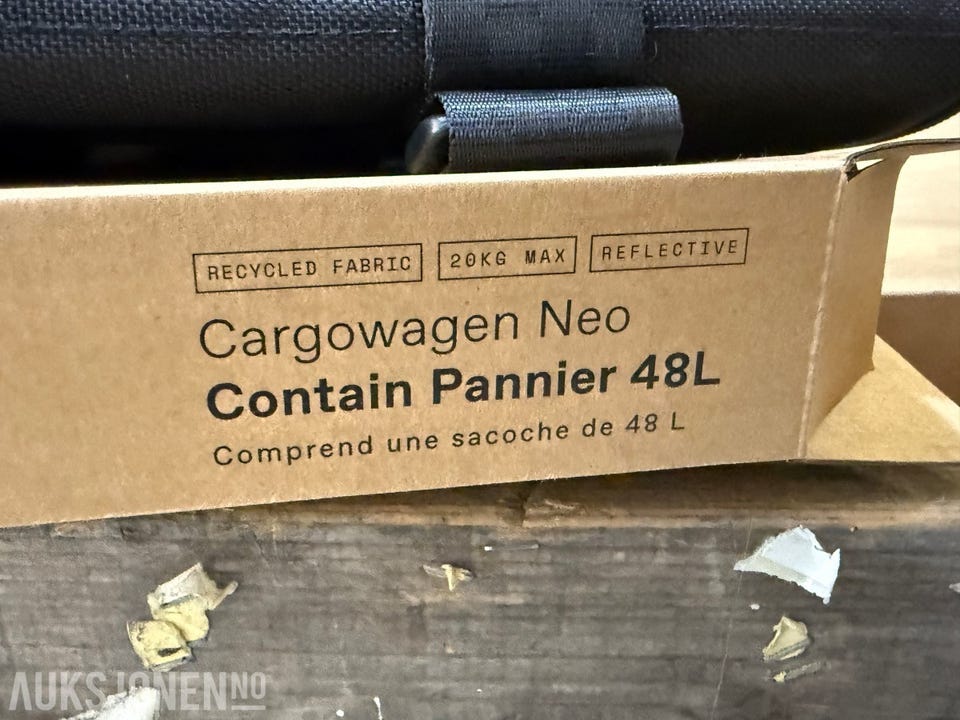 RECYCLED FABRIC 20KG MAX REFLECTIVE
Cargowagen Neo
Contain Pannier 48L
Comprend une sacoche de 48 L
AUKSJONEN NO